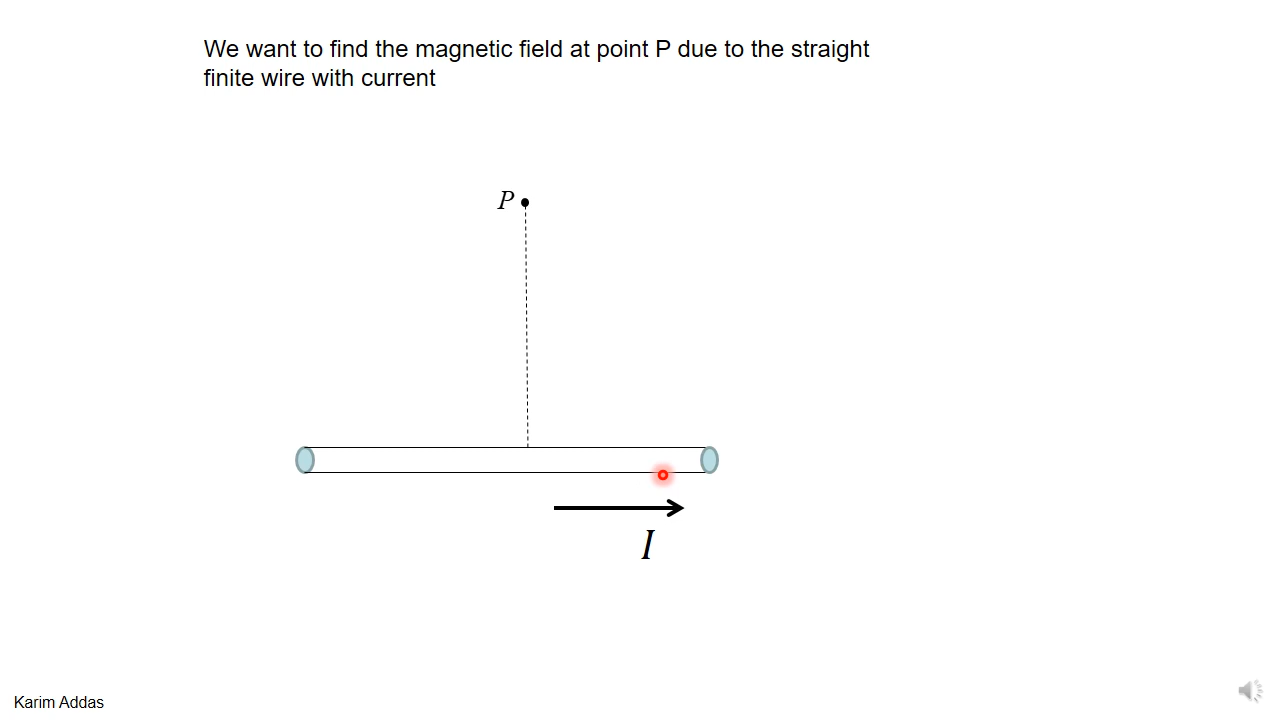 We want to find the magnetic field at point P due to the straight
finite wire with current
P
I
Karim Addas